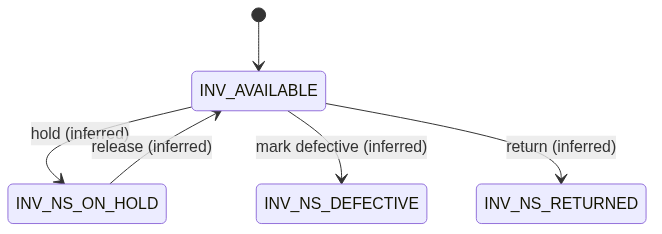 INV_AVAILABLE
hold (inferred)
release (inferred)
mark defective (inferred)
return (inferred)
INV_NS_ON_HOLD
INV_NS_DEFECTIVE
INV_NS_RETURNED